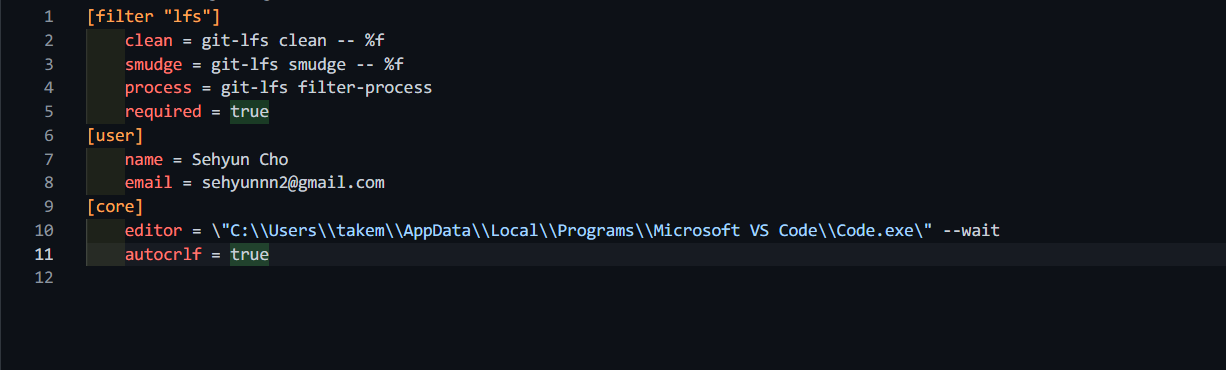 1 [filter "lfs"]
2 clean = git-lfs clean -- %f
3 smudge = git-lfs smudge -- %f
4 process = git-lfs filter-process
5 required = true
6 [user]
7 name = Sehyun Cho
8 email = sehyunnn2@gmail.com
9 [core]
10 editor = \"C:\\Users\\takem\\AppData\\Local\\Programs\\Microsoft VS Code\\Code.exe\" --wait
11 autocrlf = true
12